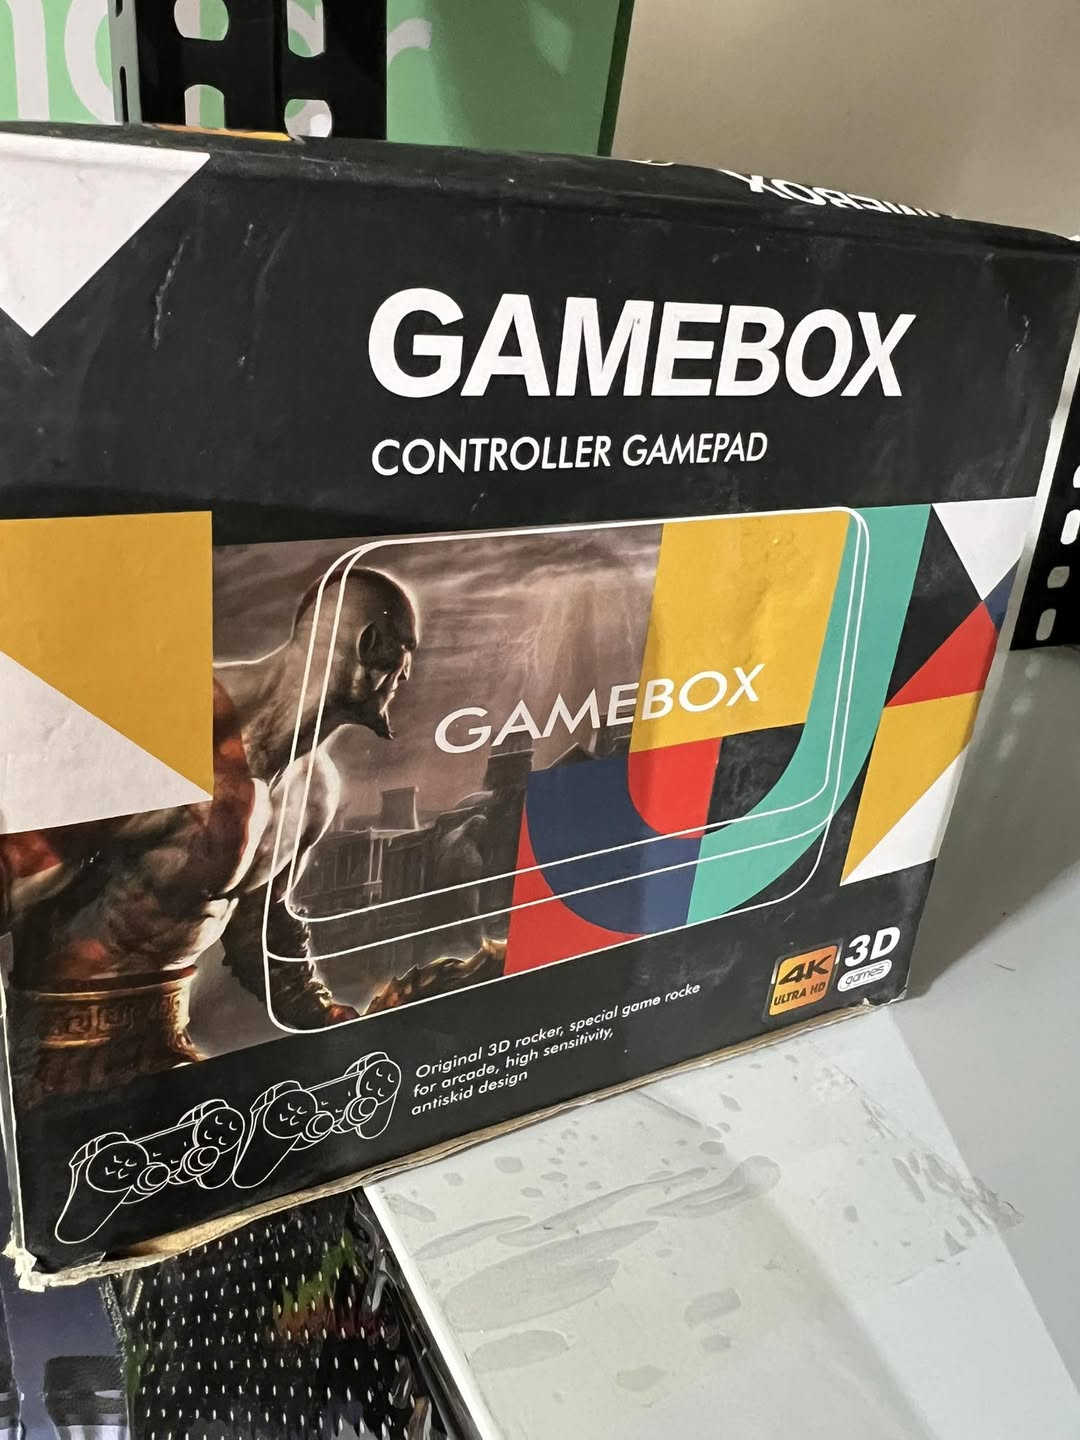 GAMEBOX
CONTROLLER GAMEPAD
GAMEBOX
4K
ULTRA HD
3D
games
Original 3D rocker, special game rocke
for arcade, high sensitivity,
antiskid design